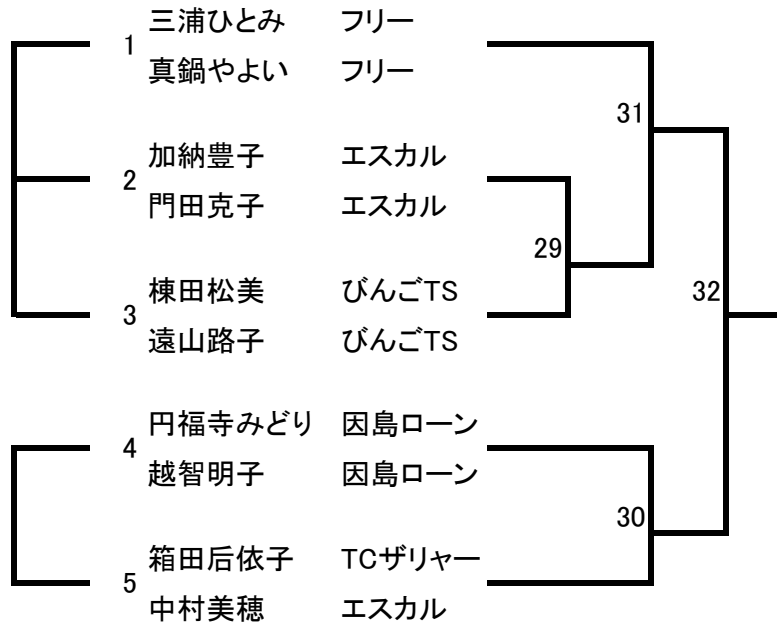 三浦ひとみ フリー
1
真鍋やよい フリー
31
加納豊子 エスカル
2
門田克子 エスカル
29
棟田松美 びんごTS
32
3
遠山路子 びんごTS
円福寺みどり 因島ローン
4
越智明子 因島ローン
30
箱田后依子 TCザリャー
5
中村美穂 エスカル